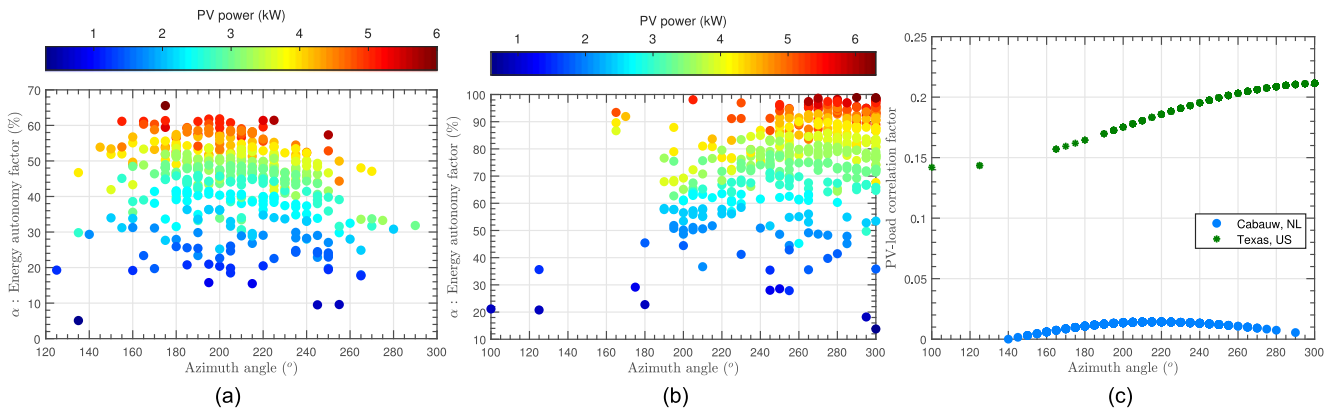 PV power (kW)
1 2 3 4 5 6
α : Energy autonomy factor (%)
70
60
50
40
30
20
10
0
120 140 160 180 200 220 240 260 280 300
Azimuth angle (o)
(a)
PV power (kW)
1 2 3 4 5 6
α : Energy autonomy factor (%)
100
90
80
70
60
50
40
30
20
10
100 120 140 160 180 200 220 240 260 280 300
Azimuth angle (o)
(b)
PV-load correlation factor
0.25
0.2
0.15
0.1
0.05
0
Cabauw, NL
Texas, US
100 120 140 160 180 200 220 240 260 280 300
Azimuth angle (o)
(c)